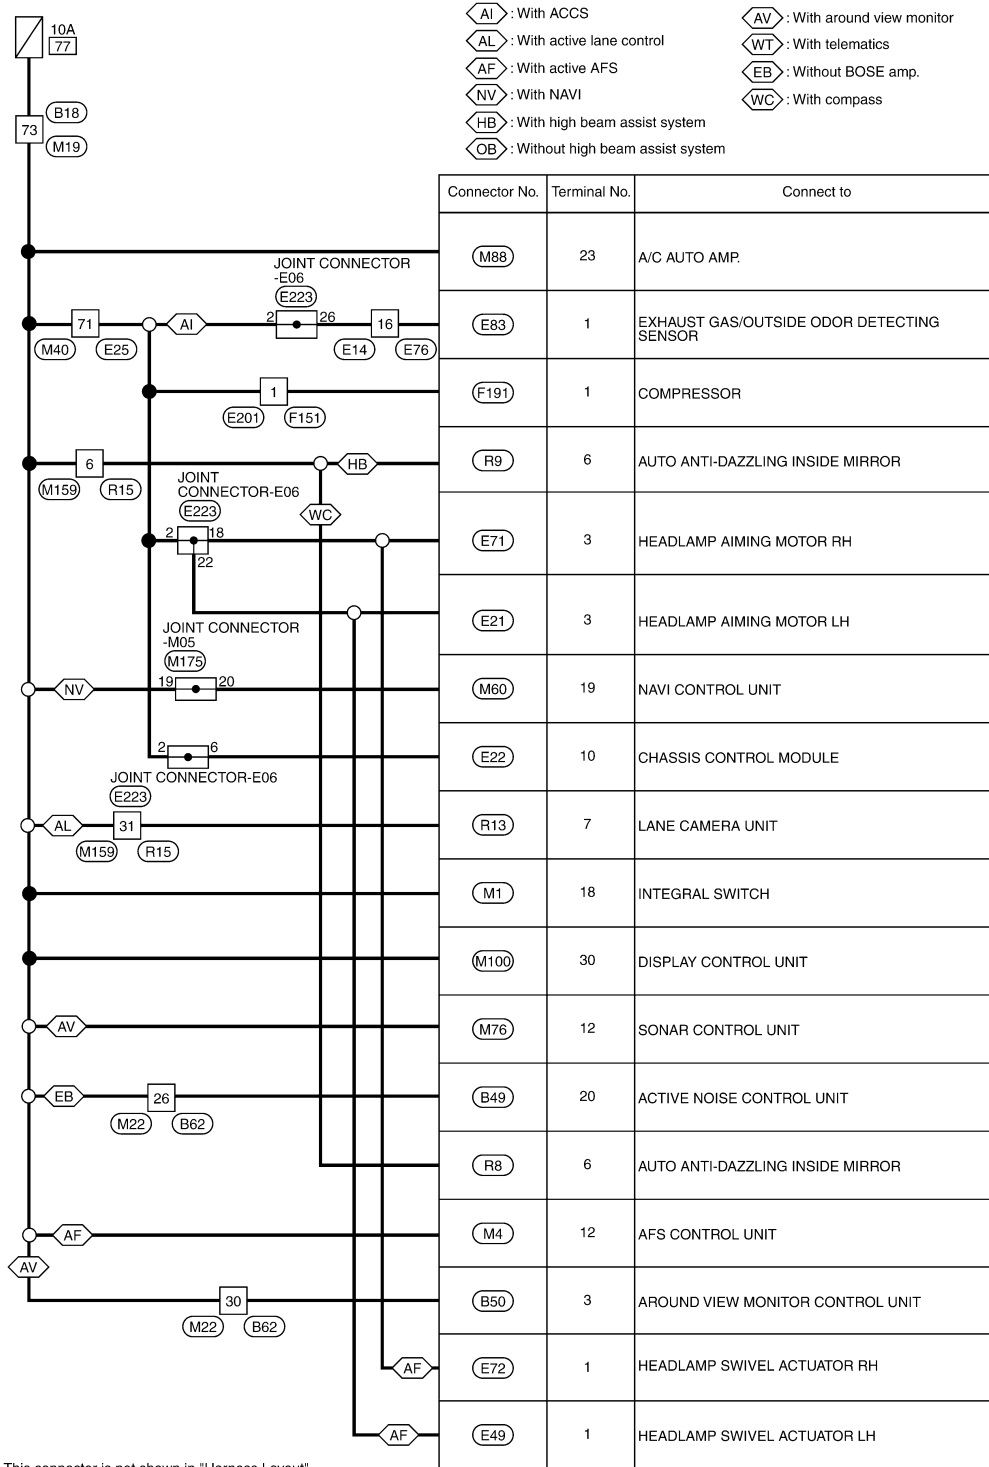 10A
77
AI : With ACCS
AL : With active lane control
AF : With active AFS
NV : With NAVI
HB : With high beam assist system
OB : Without high beam assist system
AV : With around view monitor
WT : With telematics
EB : Without BOSE amp.
WC : With compass
73
B18
M19
Connector No. Terminal No. Connect to
M88 23 A/C AUTO AMP.
JOINT CONNECTOR
-E06
E223
71 AI 2 26 16
M40 E25 E14 E76
E83 1 EXHAUST GAS/OUTSIDE ODOR DETECTING
SENSOR
1
E201 F151
F191 1 COMPRESSOR
6 HB
M159 R15
R9 6 AUTO ANTI-DAZZLING INSIDE MIRROR
JOINT
CONNECTOR-E06
E223
WC
2 18
22
E71 3 HEADLAMP AIMING MOTOR RH
E21 3 HEADLAMP AIMING MOTOR LH
JOINT CONNECTOR
-M05
M175
NV 19 20
M60 19 NAVI CONTROL UNIT
2 6
JOINT CONNECTOR-E06
E223
E22 10 CHASSIS CONTROL MODULE
AL 31
M159 R15
R13 7 LANE CAMERA UNIT
M1 18 INTEGRAL SWITCH
M100 30 DISPLAY CONTROL UNIT
AV
M76 12 SONAR CONTROL UNIT
EB 26
M22 B62
B49 20 ACTIVE NOISE CONTROL UNIT
R8 6 AUTO ANTI-DAZZLING INSIDE MIRROR
AF
M4 12 AFS CONTROL UNIT
AV
30
M22 B62
B50 3 AROUND VIEW MONITOR CONTROL UNIT
AF
E72 1 HEADLAMP SWIVEL ACTUATOR RH
AF
E49 1 HEADLAMP SWIVEL ACTUATOR LH
This connector is not shown in "Harness Layout"